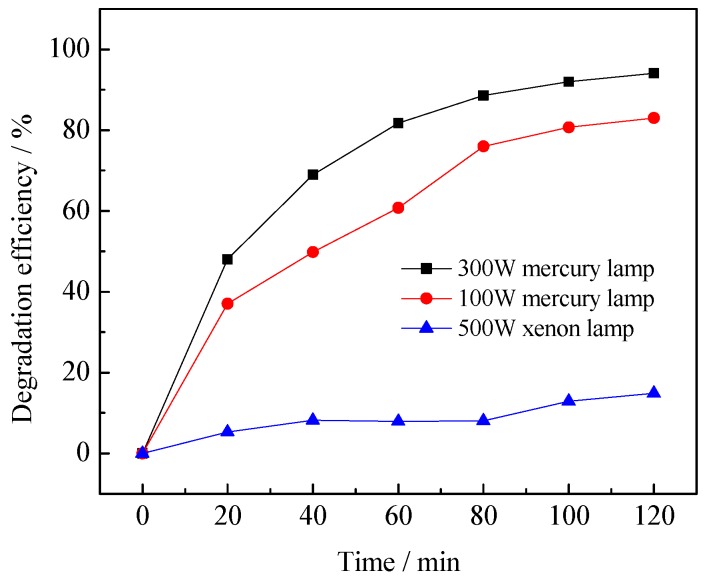 Degradation efficiency / %
100
80
60
40
20
0
300W mercury lamp
100W mercury lamp
500W xenon lamp
0 20 40 60 80 100 120
Time / min